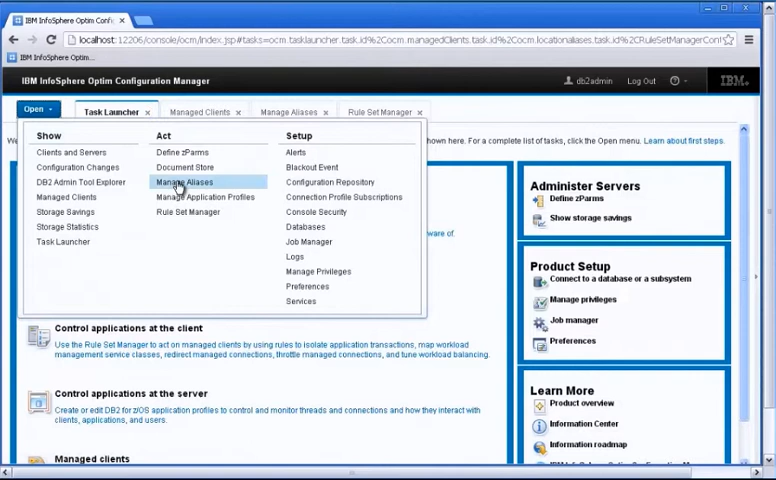 IBM InfoSphere Optim Confi
localhost:12206/console/ocm/index.jsp#tasks=ocm.tasklauncher.task.id%2Cocm.managedClients.task.id%2Cocm.locationaliases.task.id%2CRuleSetManagerConf
IBM InfoSphere Optim...
IBM InfoSphere Optim Configuration Manager
db2admin Log Out
IBM
Open
Task Launcher × Managed Clients × Manage Aliases × Rule Set Manager ×
We
hown here. For a complete list of tasks, click the Open menu. Learn about first steps.
Show
Clients and Servers
Configuration Changes
DB2 Admin Tool Explorer
Managed Clients
Storage Savings
Storage Statistics
Task Launcher
Act
Define zParms
Document Store
Manage Aliases
Manage Application Profiles
Rule Set Manager
Setup
Alerts
Blackout Event
Configuration Repository
Connection Profile Subscriptions
Console Security
Databases
Job Manager
Logs
Manage Privileges
Preferences
Services
ware of.
Control applications at the client
Use the Rule Set Manager to act on managed clients by using rules to isolate application transactions, map workload
management service classes, redirect managed connections, throttle managed connections, and tune workload balancing.
Control applications at the server
Create or edit DB2 for z/OS application profiles to control and monitor threads and connections and how they interact with
clients, applications, and users.
Managed clients
Administer Servers
Define zParms
Show storage savings
Product Setup
Connect to a database or a subsystem
Manage privileges
Job manager
Preferences
Learn More
Product overview
Information Center
Information roadmap